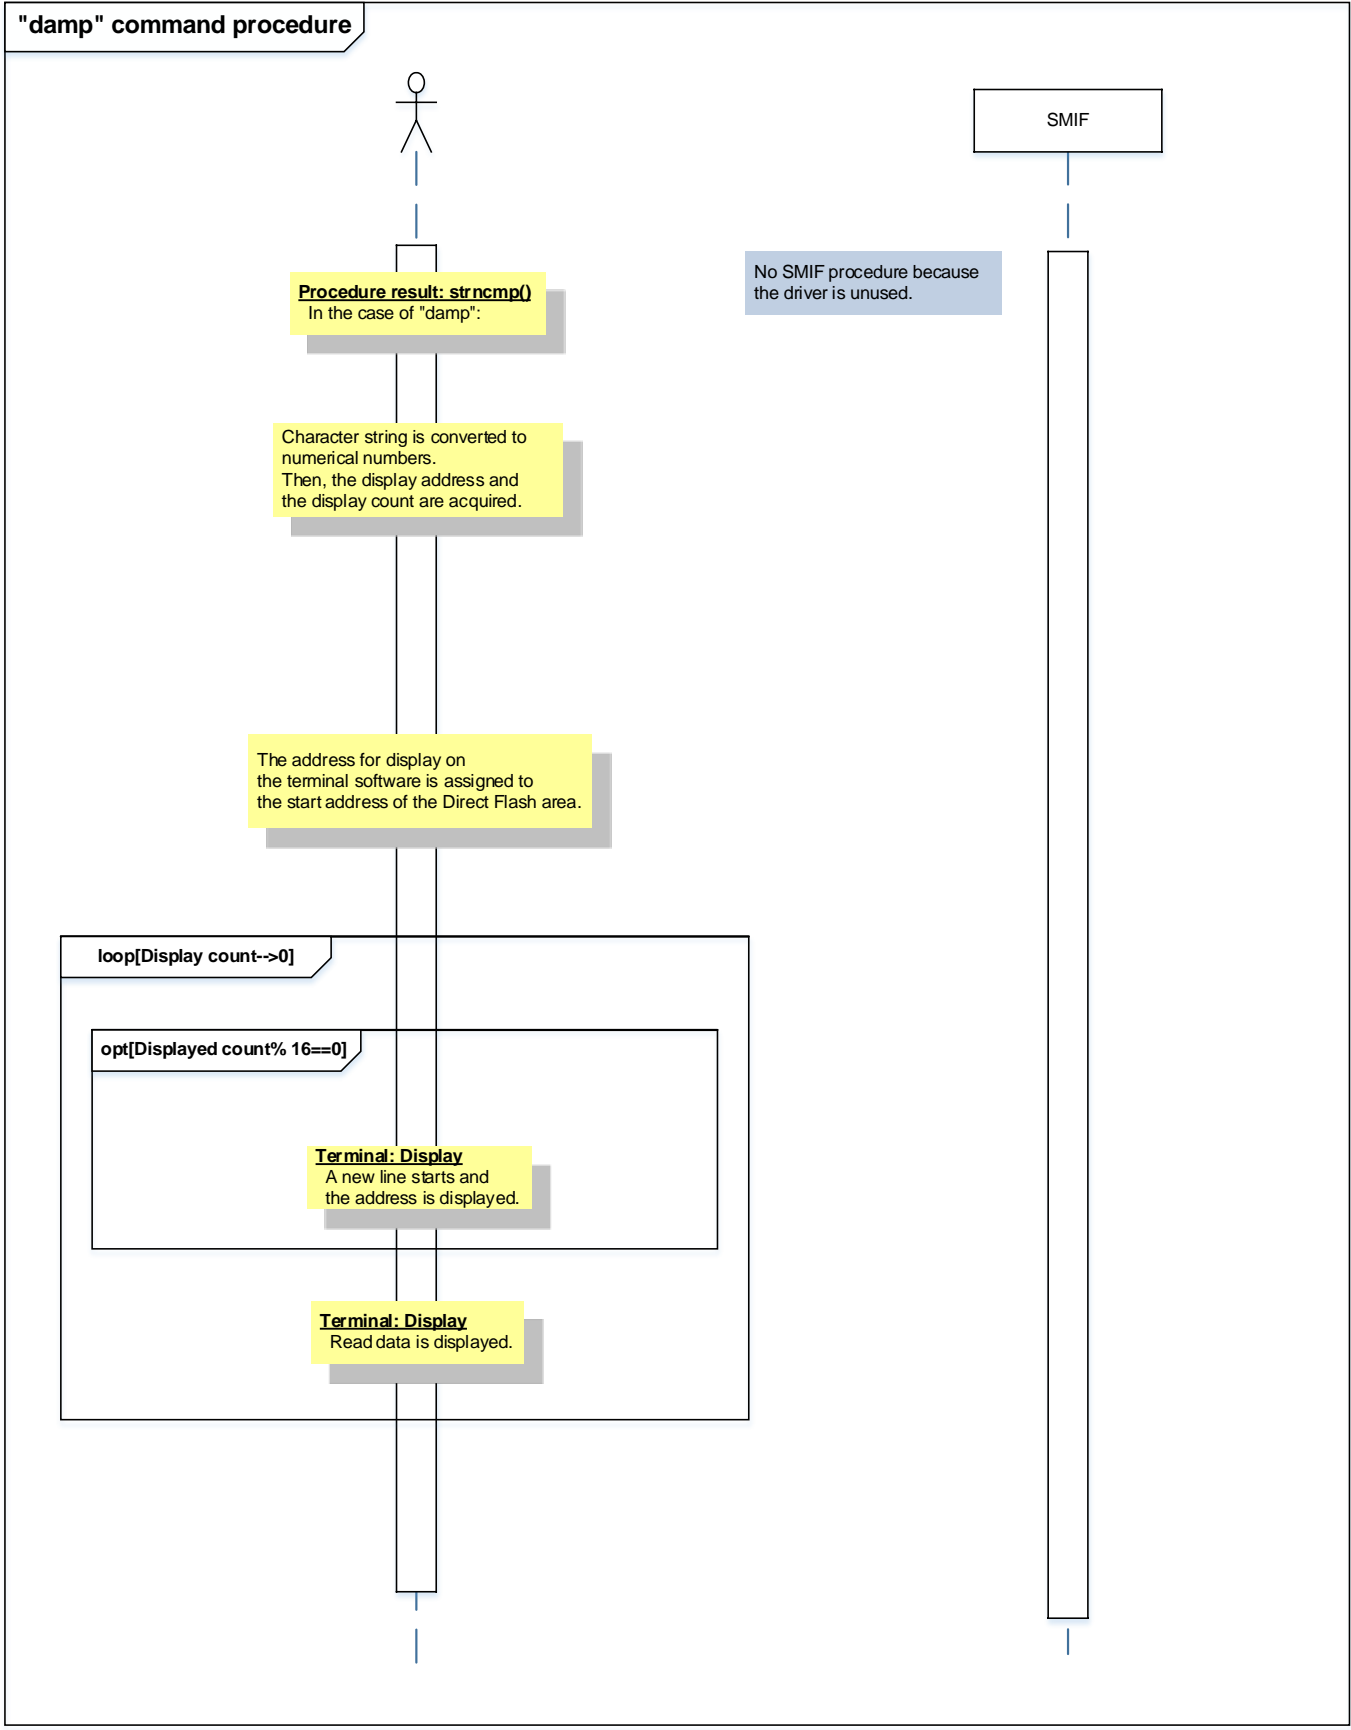 "damp" command procedure
SMIF
No SMIF procedure because
the driver is unused.
Procedure result: strncmp()
In the case of "damp":
Character string is converted to
numerical numbers.
Then, the display address and
the display count are acquired.
The address for display on
the terminal software is assigned to
the start address of the Direct Flash area.
loop[Display count-->0]
opt[Displayed count% 16==0]
Terminal: Display
A new line starts and
the address is displayed.
Terminal: Display
Read data is displayed.